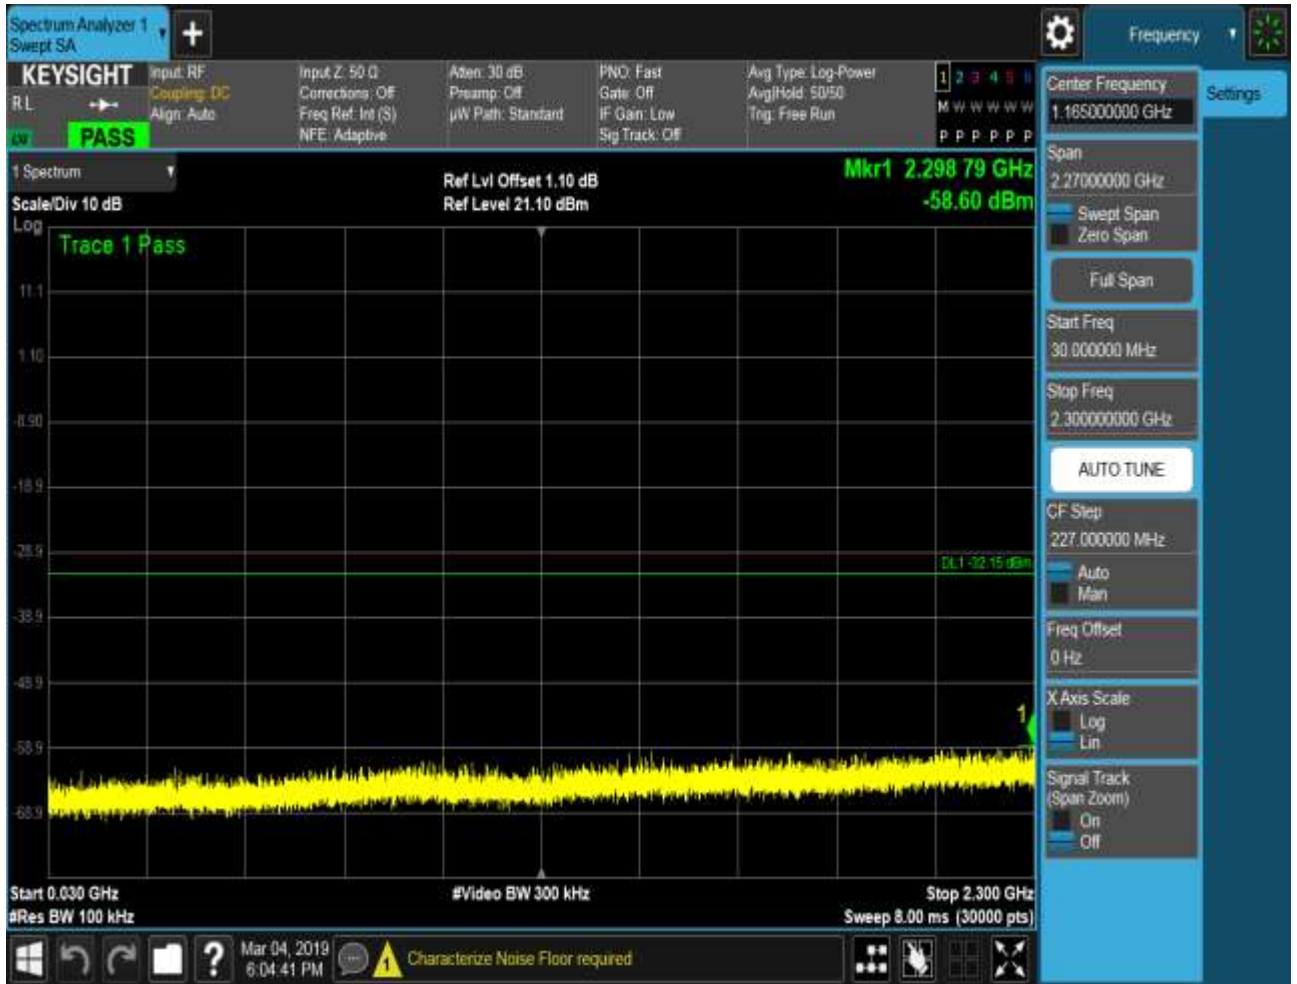 Spectrum Analyzer 1
Swept SA
+
Frequency
KEYSIGHT
R L
PASS
Input: RF
Coupling: DC
Align: Auto
Input Z: 50 Ω
Corrections: Off
Freq Ref: Int (S)
NFE: Adaptive
Atten: 30 dB
Preamp: Off
µW Path: Standard
PNO: Fast
Gate: Off
IF Gain: Low
Sig Track: Off
Avg Type: Log-Power
Avg|Hold: 50/50
Trig: Free Run
1 2 3 4 5 6
M W W W W W
P P P P P P
1 Spectrum
Scale/Div 10 dB
Log
Ref Lvl Offset 1.10 dB
Ref Level 21.10 dBm
Mkr1 2.298 79 GHz
-58.60 dBm
Trace 1 Pass
11.1
1.10
-8.90
-18.9
-28.9
DL1 -32.15 dBm
-38.9
-48.9
1
-58.9
-68.9
Start 0.030 GHz
#Res BW 100 kHz
#Video BW 300 kHz
Stop 2.300 GHz
Sweep 8.00 ms (30000 pts)
Center Frequency
1.165000000 GHz
Settings
Span
2.27000000 GHz
Swept Span
Zero Span
Full Span
Start Freq
30.000000 MHz
Stop Freq
2.300000000 GHz
AUTO TUNE
CF Step
227.000000 MHz
Auto
Man
Freq Offset
0 Hz
X Axis Scale
Log
Lin
Signal Track
(Span Zoom)
On
Off
?
Mar 04, 2019
6:04:41 PM
1
Characterize Noise Floor required